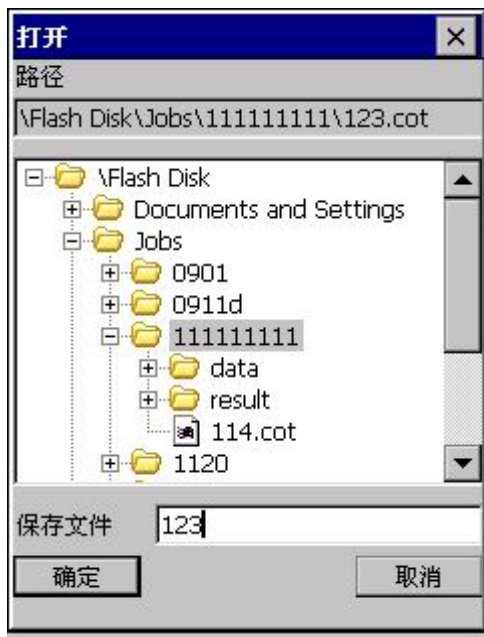 打开
路径
\Flash Disk\Jobs\111111111\123.cot
\Flash Disk
Documents and Settings
Jobs
0901
0911d
111111111
data
result
114.cot
1120
保存文件 123
确定 取消